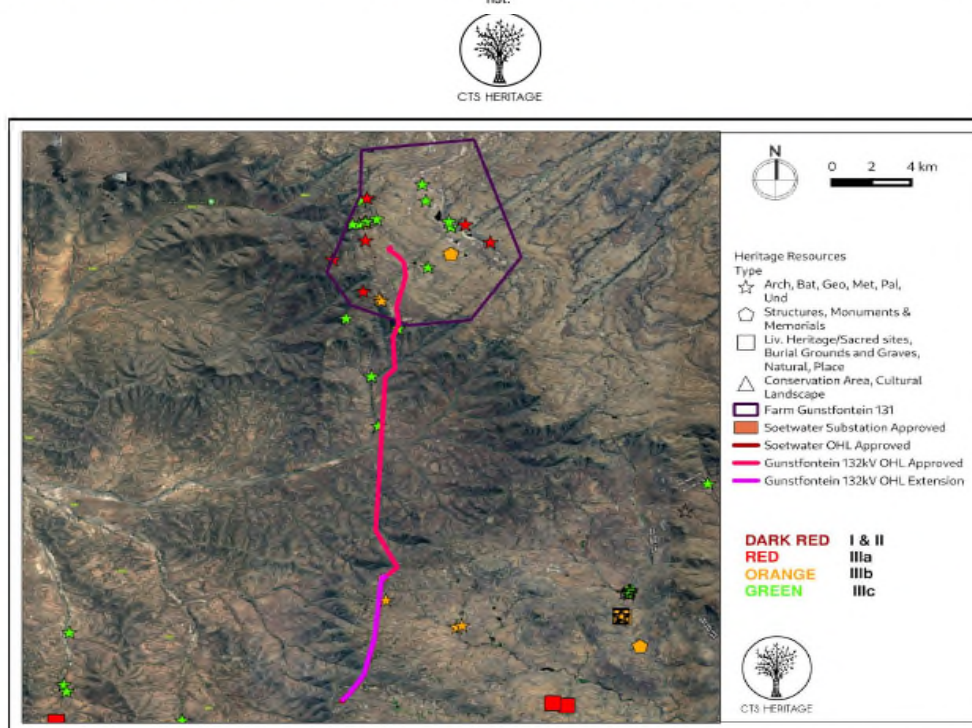 not.
CTS HERITAGE
N
0 2 4 km
Heritage Resources
Type
Arch, Bat, Geo, Met, Pal,
Und
Structures, Monuments &
Memorials
Liv. Heritage/Sacred sites,
Burial Grounds and Graves,
Natural, Place
Conservation Area, Cultural
Landscape
Farm Gunstfontein 131
Soetwater Substation Approved
Soetwater OHL Approved
Gunstfontein 132kV OHL Approved
Gunstfontein 132kV OHL Extension
DARK RED I & II
RED IIIa
ORANGE IIIb
GREEN IIIc
CTS HERITAGE